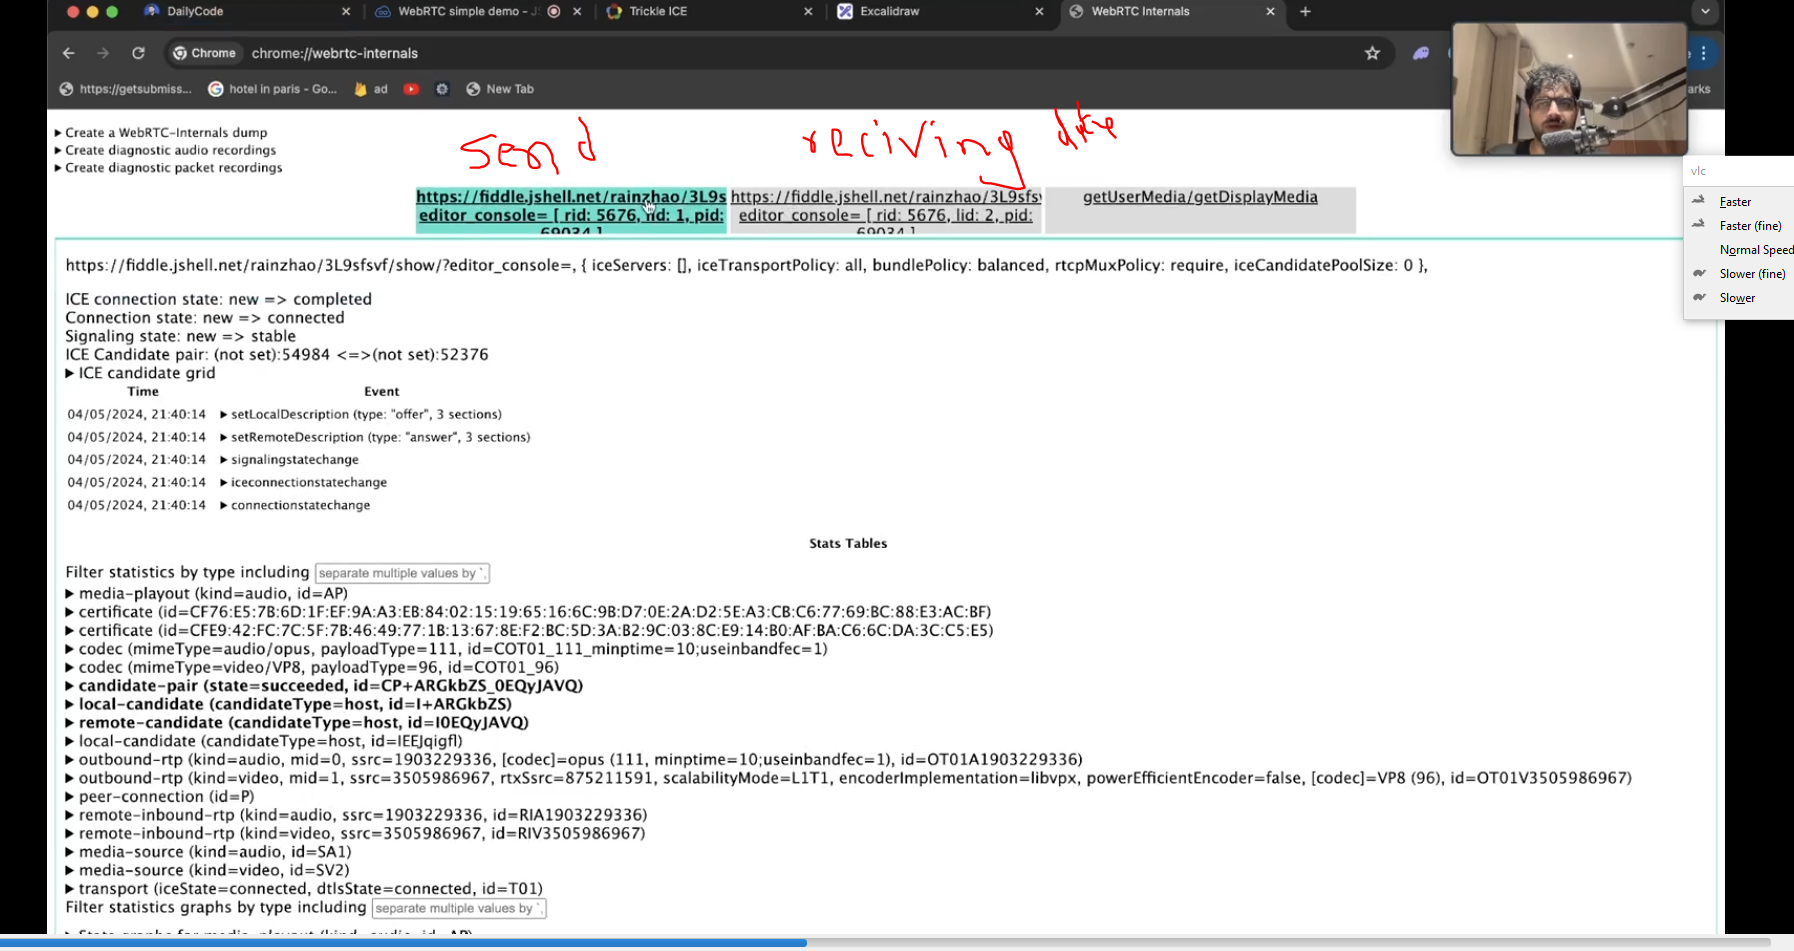 DailyCode
WebRTC simple demo - JS
Trickle ICE
Excalidraw
WebRTC Internals
Chrome
chrome://webrtc-internals
https://getsubmiss...
hotel in paris - Go...
ad
New Tab
arks
▸ Create a WebRTC-Internals dump
▸ Create diagnostic audio recordings
▸ Create diagnostic packet recordings
send
reciving
https://fiddle.jshell.net/rainzhao/3L9s
editor_console= [ rid: 5676, lid: 1, pid:
69034 ]
https://fiddle.jshell.net/rainzhao/3L9sfsv
editor_console= [ rid: 5676, lid: 2, pid:
69034 ]
getUserMedia/getDisplayMedia
vlc
Faster
Faster (fine)
Normal Speed
Slower (fine)
Slower
https://fiddle.jshell.net/rainzhao/3L9sfsvf/show/?editor_console=, { iceServers: [], iceTransportPolicy: all, bundlePolicy: balanced, rtcpMuxPolicy: require, iceCandidatePoolSize: 0 },
ICE connection state: new => completed
Connection state: new => connected
Signaling state: new => stable
ICE Candidate pair: (not set):54984 <=>(not set):52376
▸ ICE candidate grid
Time Event
04/05/2024, 21:40:14 ▸ setLocalDescription (type: "offer", 3 sections)
04/05/2024, 21:40:14 ▸ setRemoteDescription (type: "answer", 3 sections)
04/05/2024, 21:40:14 ▸ signalingstatechange
04/05/2024, 21:40:14 ▸ iceconnectionstatechange
04/05/2024, 21:40:14 ▸ connectionstatechange
Stats Tables
Filter statistics by type including separate multiple values by `,
▸ media-playout (kind=audio, id=AP)
▸ certificate (id=CF76:E5:7B:6D:1F:EF:9A:A3:EB:84:02:15:19:65:16:6C:9B:D7:0E:2A:D2:5E:A3:CB:C6:77:69:BC:88:E3:AC:BF)
▸ certificate (id=CFE9:42:FC:7C:5F:7B:46:49:77:1B:13:67:8E:F2:BC:5D:3A:B2:9C:03:8C:E9:14:B0:AF:BA:C6:6C:DA:3C:C5:E5)
▸ codec (mimeType=audio/opus, payloadType=111, id=COT01_111_minptime=10;useinbandfec=1)
▸ codec (mimeType=video/VP8, payloadType=96, id=COT01_96)
▸ candidate-pair (state=succeeded, id=CP+ARGkbZS_0EQyJAVQ)
▸ local-candidate (candidateType=host, id=I+ARGkbZS)
▸ remote-candidate (candidateType=host, id=I0EQyJAVQ)
▸ local-candidate (candidateType=host, id=IEEJqigfl)
▸ outbound-rtp (kind=audio, mid=0, ssrc=1903229336, [codec]=opus (111, minptime=10;useinbandfec=1), id=OT01A1903229336)
▸ outbound-rtp (kind=video, mid=1, ssrc=3505986967, rtxSsrc=875211591, scalabilityMode=L1T1, encoderImplementation=libvpx, powerEfficientEncoder=false, [codec]=VP8 (96), id=OT01V3505986967)
▸ peer-connection (id=P)
▸ remote-inbound-rtp (kind=audio, ssrc=1903229336, id=RIA1903229336)
▸ remote-inbound-rtp (kind=video, ssrc=3505986967, id=RIV3505986967)
▸ media-source (kind=audio, id=SA1)
▸ media-source (kind=video, id=SV2)
▸ transport (iceState=connected, dtlsState=connected, id=T01)
Filter statistics graphs by type including separate multiple values by `,
▸ Stats graphs for media-playout (kind=audio, id=AP)